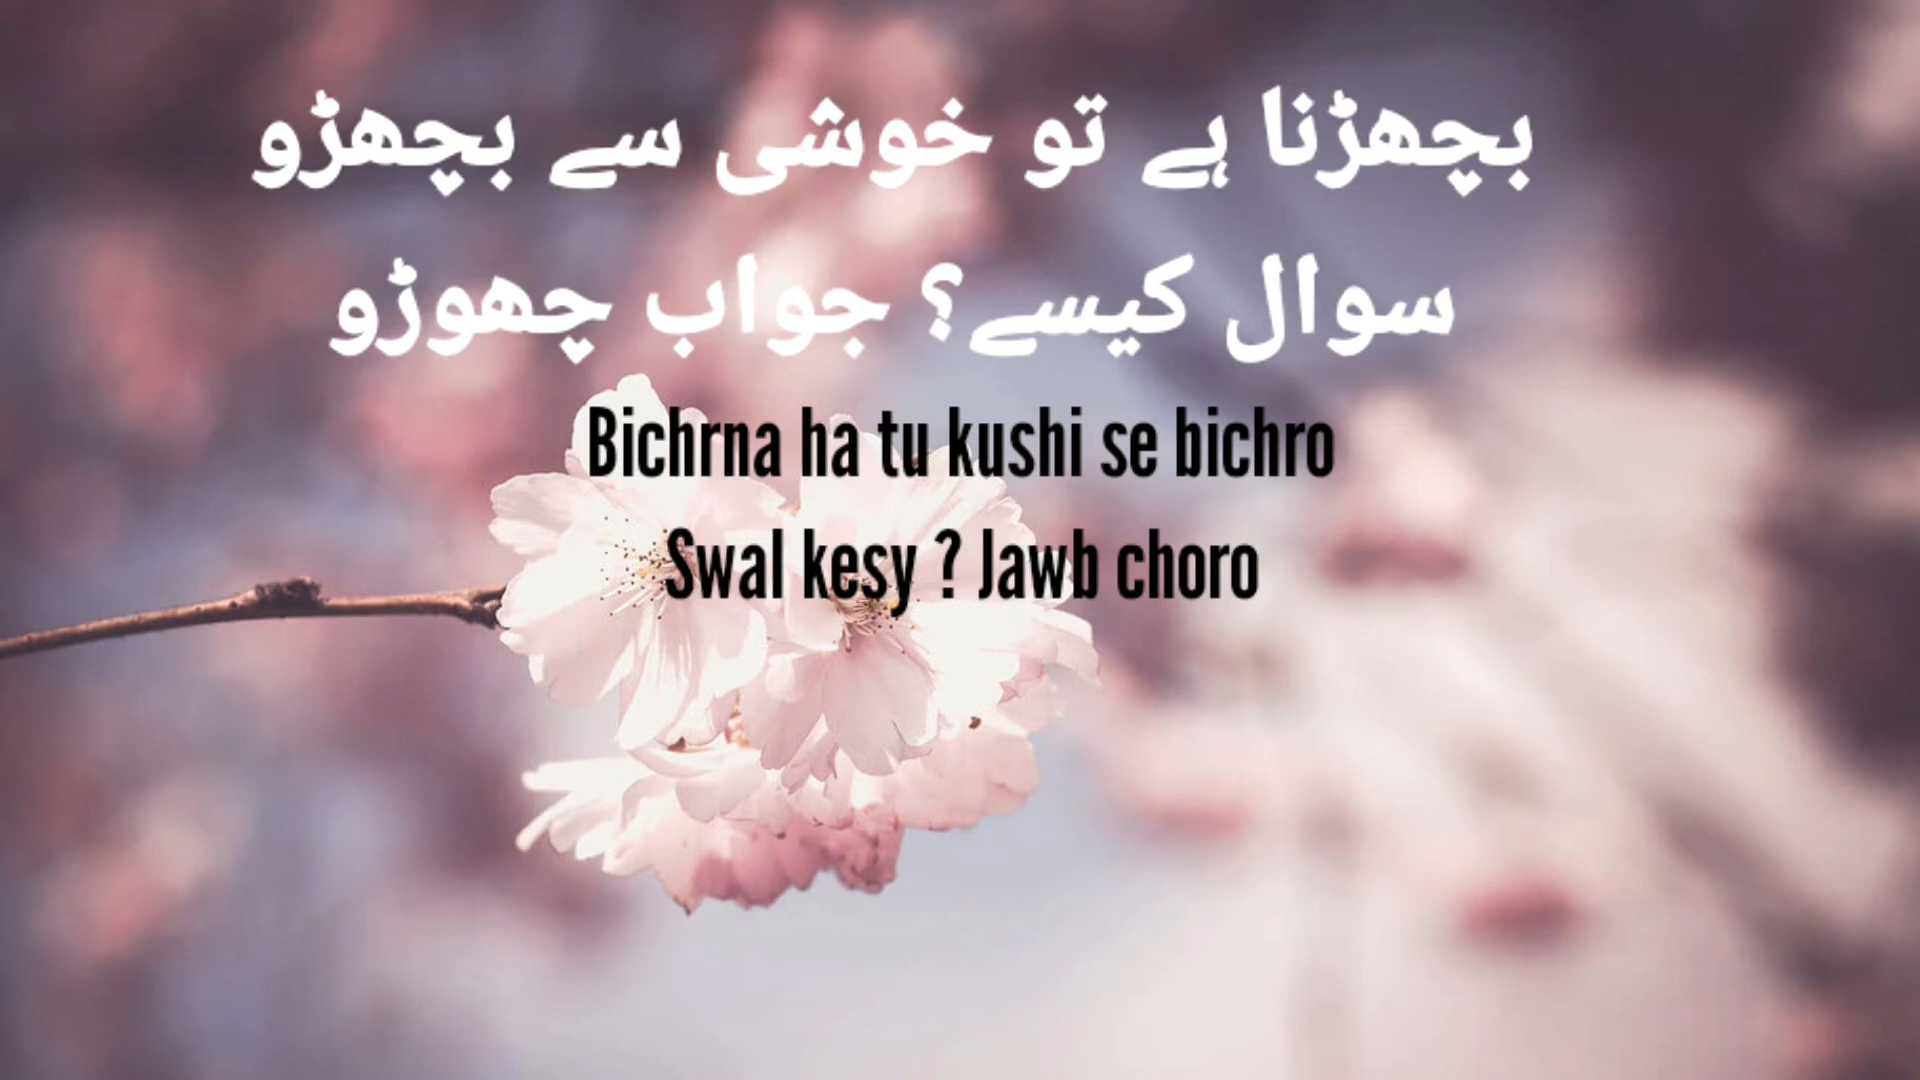 بچھڑنا ہے تو خوشی سے بچھڑو
سوال کیسے؟ جواب چھوڑو
Bichrna ha tu kushi se bichro
Swal kesy ? Jawb choro